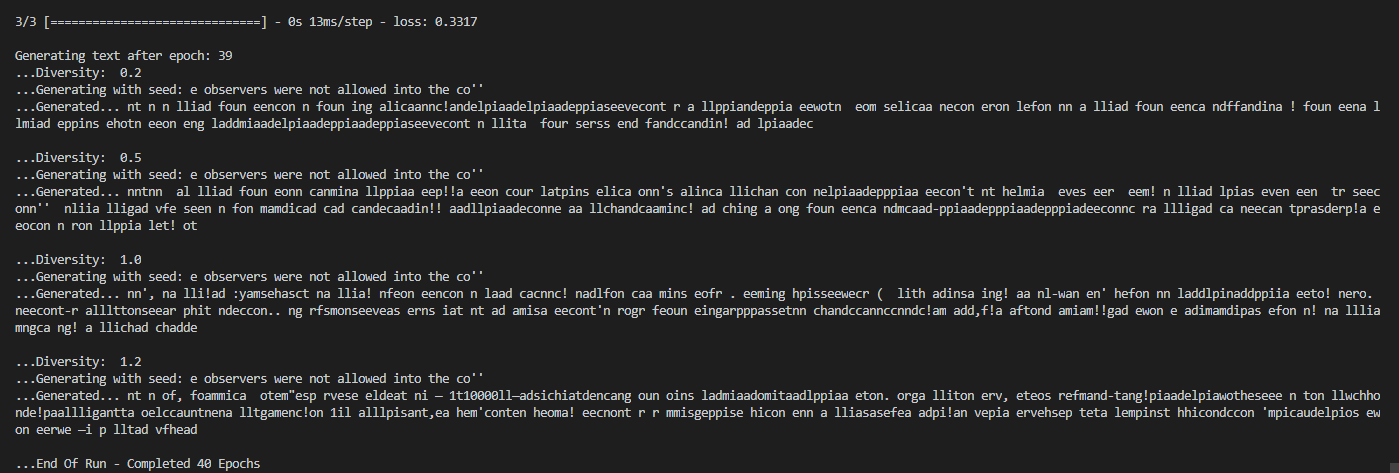 3/3 [==============================] - 0s 13ms/step - loss: 0.3317
Generating text after epoch: 39
...Diversity:  0.2
...Generating with seed: e observers were not allowed into the co''
...Generated... nt n n lliad foun eencon n foun ing alicaannc!andelpiaadelpiaadeppiaseevecont r a llppiandeppia eewotn  eom selicaa necon eron lefon nn a lliad foun eenca ndffandina ! foun eena l
lmiad eppins ehotn eeon eng laddmiaadelpiaadeppiaadeppiaseevecont n llita  four serss end fandccandin! ad lpiaadec
...Diversity:  0.5
...Generating with seed: e observers were not allowed into the co''
...Generated... nntnn  al lliad foun eonn canmina llppiaa eep!!a eeon cour latpins elica onn's alinca llichan con nelpiaadepppiaa eecon't nt helmia  eves eer  eem! n lliad lpias even een  tr seec
onn''  nliia lligad vfe seen n fon mamdicad cad candecaadin!! aadllpiaadeconne aa llchandcaaminc! ad ching a ong foun eenca ndmcaad-ppiaadepppiaadepppiadeeconnc ra llligad ca neecan tprasderp!a e
eocon n ron llppia let! ot
...Diversity:  1.0
...Generating with seed: e observers were not allowed into the co''
...Generated... nn', na lli!ad :yamsehasct na llia! nfeon eencon n laad cacnnc! nadlfon caa mins eofr . eeming hpisseewecr (  lith adinsa ing! aa nl-wan en' hefon nn laddlpinaddppiia eeto! nero.
neecont-r alllttonseear phit ndeccon.. ng rfsmonseeveas erns iat nt ad amisa eecont'n rogr feoun eingarpppassetnn chandccannccnndc!am add,f!a aftond amiam!!gad ewon e adimamdipas efon n! na lllia
mngca ng! a llichad chadde
...Diversity:  1.2
...Generating with seed: e observers were not allowed into the co''
...Generated... nt n of, foammica  otem"esp rvese eldeat ni — 1t10000ll—adsichiatdencang oun oins ladmiaadomitaadlppiaa eton. orga lliton erv, eteos refmand-tang!piaadelpiawotheseee n ton llwchho
nde!paallligantta oelccauntnena lltgamenc!on 1il alllpisant,ea hem'conten heoma! eecnont r r mmisgeppise hicon enn a lliasasefea adpi!an vepia ervehsep teta lempinst hhicondccon 'mpicaudelpios ew
on eerwe —i p lltad vfhead
...End Of Run - Completed 40 Epochs